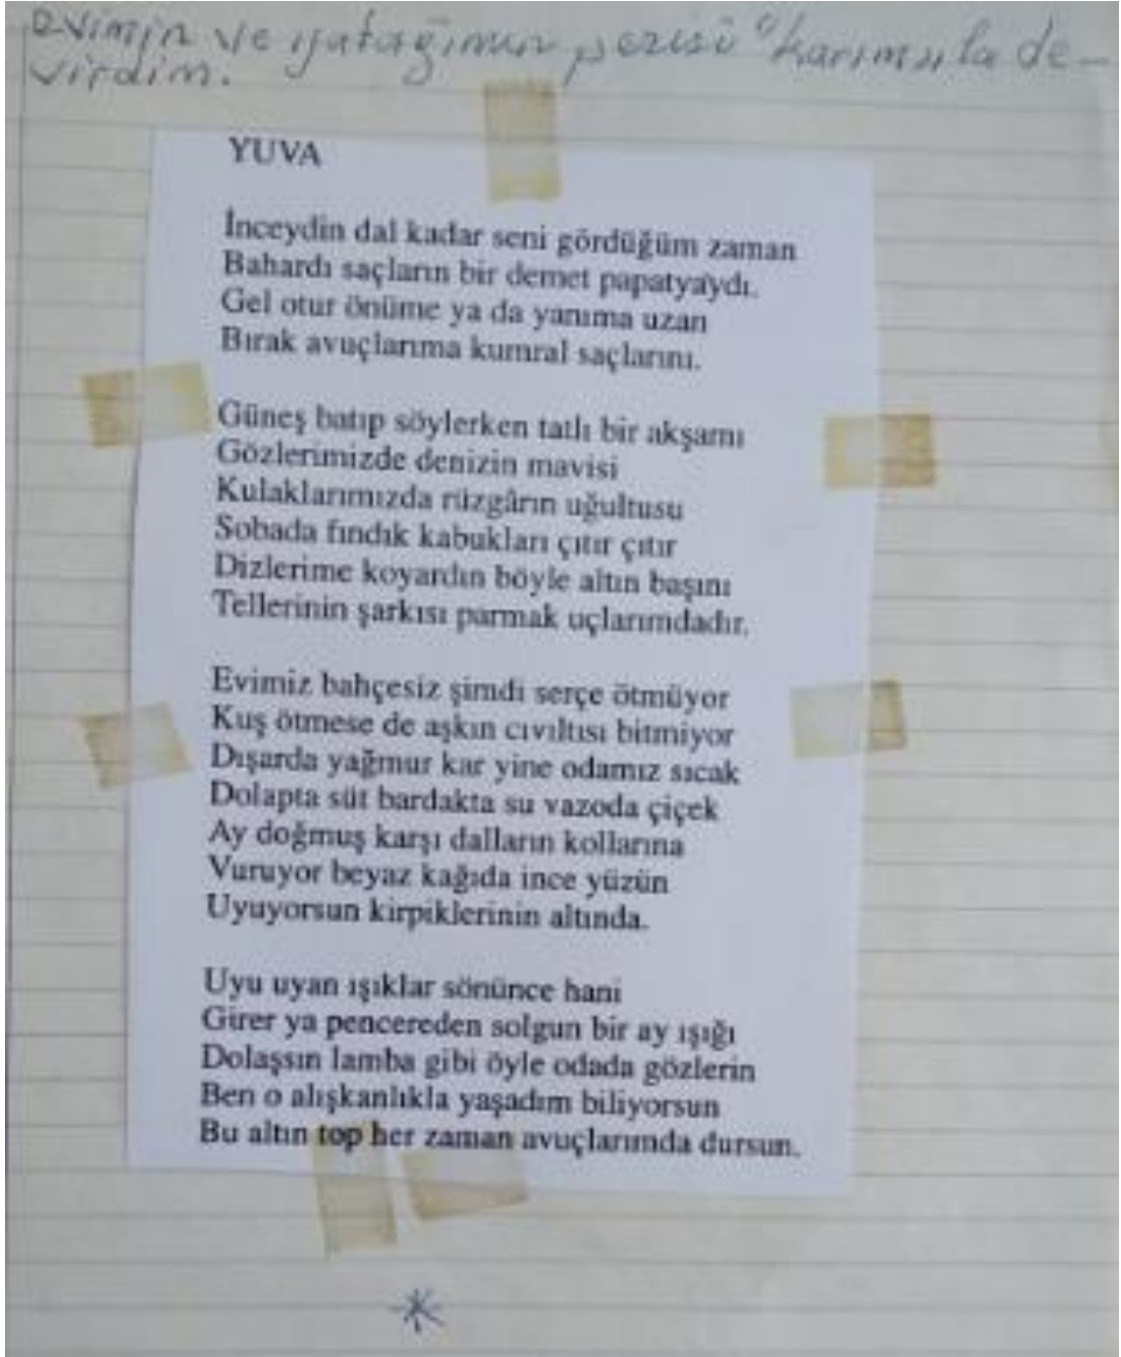 evimin ve yatağımın perisi "karımsıla de-
virdim.
YUVA
İnceydin dal kadar seni gördüğüm zaman
Bahardı saçların bir demet papatyaydı.
Gel otur önüme ya da yanıma uzan
Bırak avuçlarıma kumral saçlarını.
Güneş batıp söylerken tatlı bir akşamı
Gözlerimizde denizin mavisi
Kulaklarımızda rüzgârın uğultusu
Sobada fındık kabukları çıtır çıtır
Dizlerime koyardın böyle altın başını
Tellerinin şarkısı parmak uçlarımdadır.
Evimiz bahçesiz şimdi serçe ötmüyor
Kuş ötmese de aşkın cıvıltısı bitmiyor
Dışarda yağmur kar yine odamız sıcak
Dolapta süt bardakta su vazoda çiçek
Ay doğmuş karşı dalların kollarına
Vuruyor beyaz kağıda ince yüzün
Uyuyorsun kirpiklerinin altında.
Uyu uyan ışıklar sönünce hani
Girer ya pencereden solgun bir ay ışığı
Dolaşsın lamba gibi öyle odada gözlerin
Ben o alışkanlıkla yaşadım biliyorsun
Bu altın top her zaman avuçlarımda dursun.